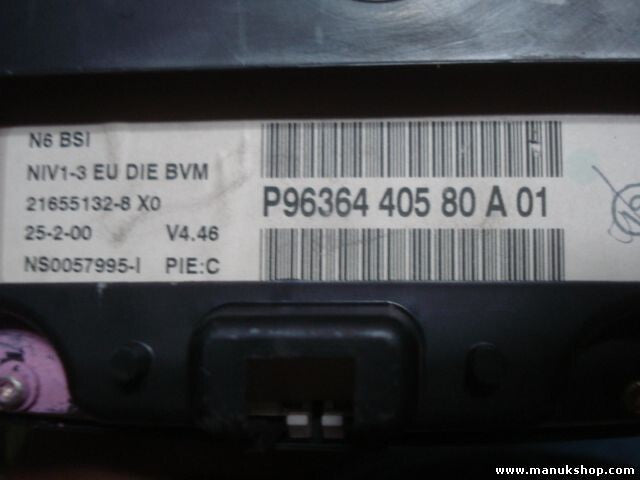 N6 BSI
NIV1-3 EU DIE BVM
21655132-8 X0
25-2-00 V4.46
NS0057995-I PIE:C
P96364 405 80 A 01
www.manukshop.com